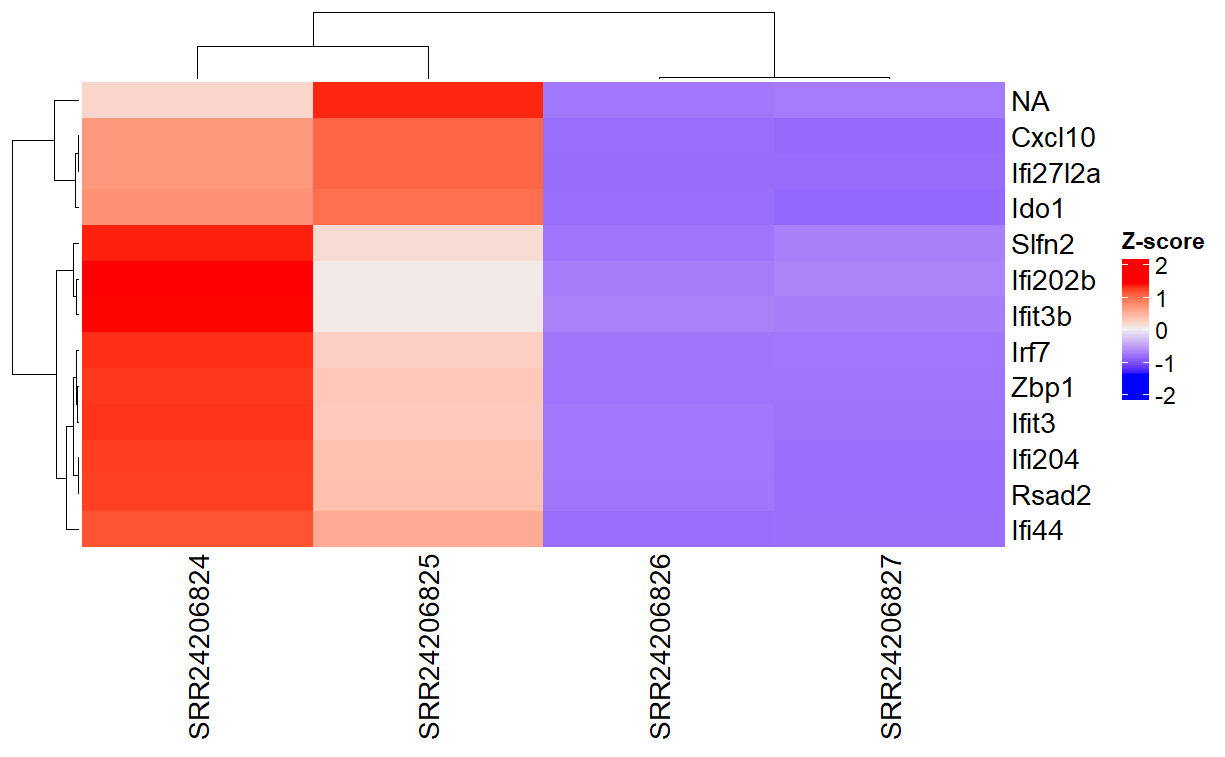 NA
Cxcl10
Ifi27l2a
Ido1
Slfn2
Ifi202b
Ifit3b
Irf7
Zbp1
Ifit3
Ifi204
Rsad2
Ifi44
Z-score
2
1
0
-1
-2
SRR24206824
SRR24206825
SRR24206826
SRR24206827